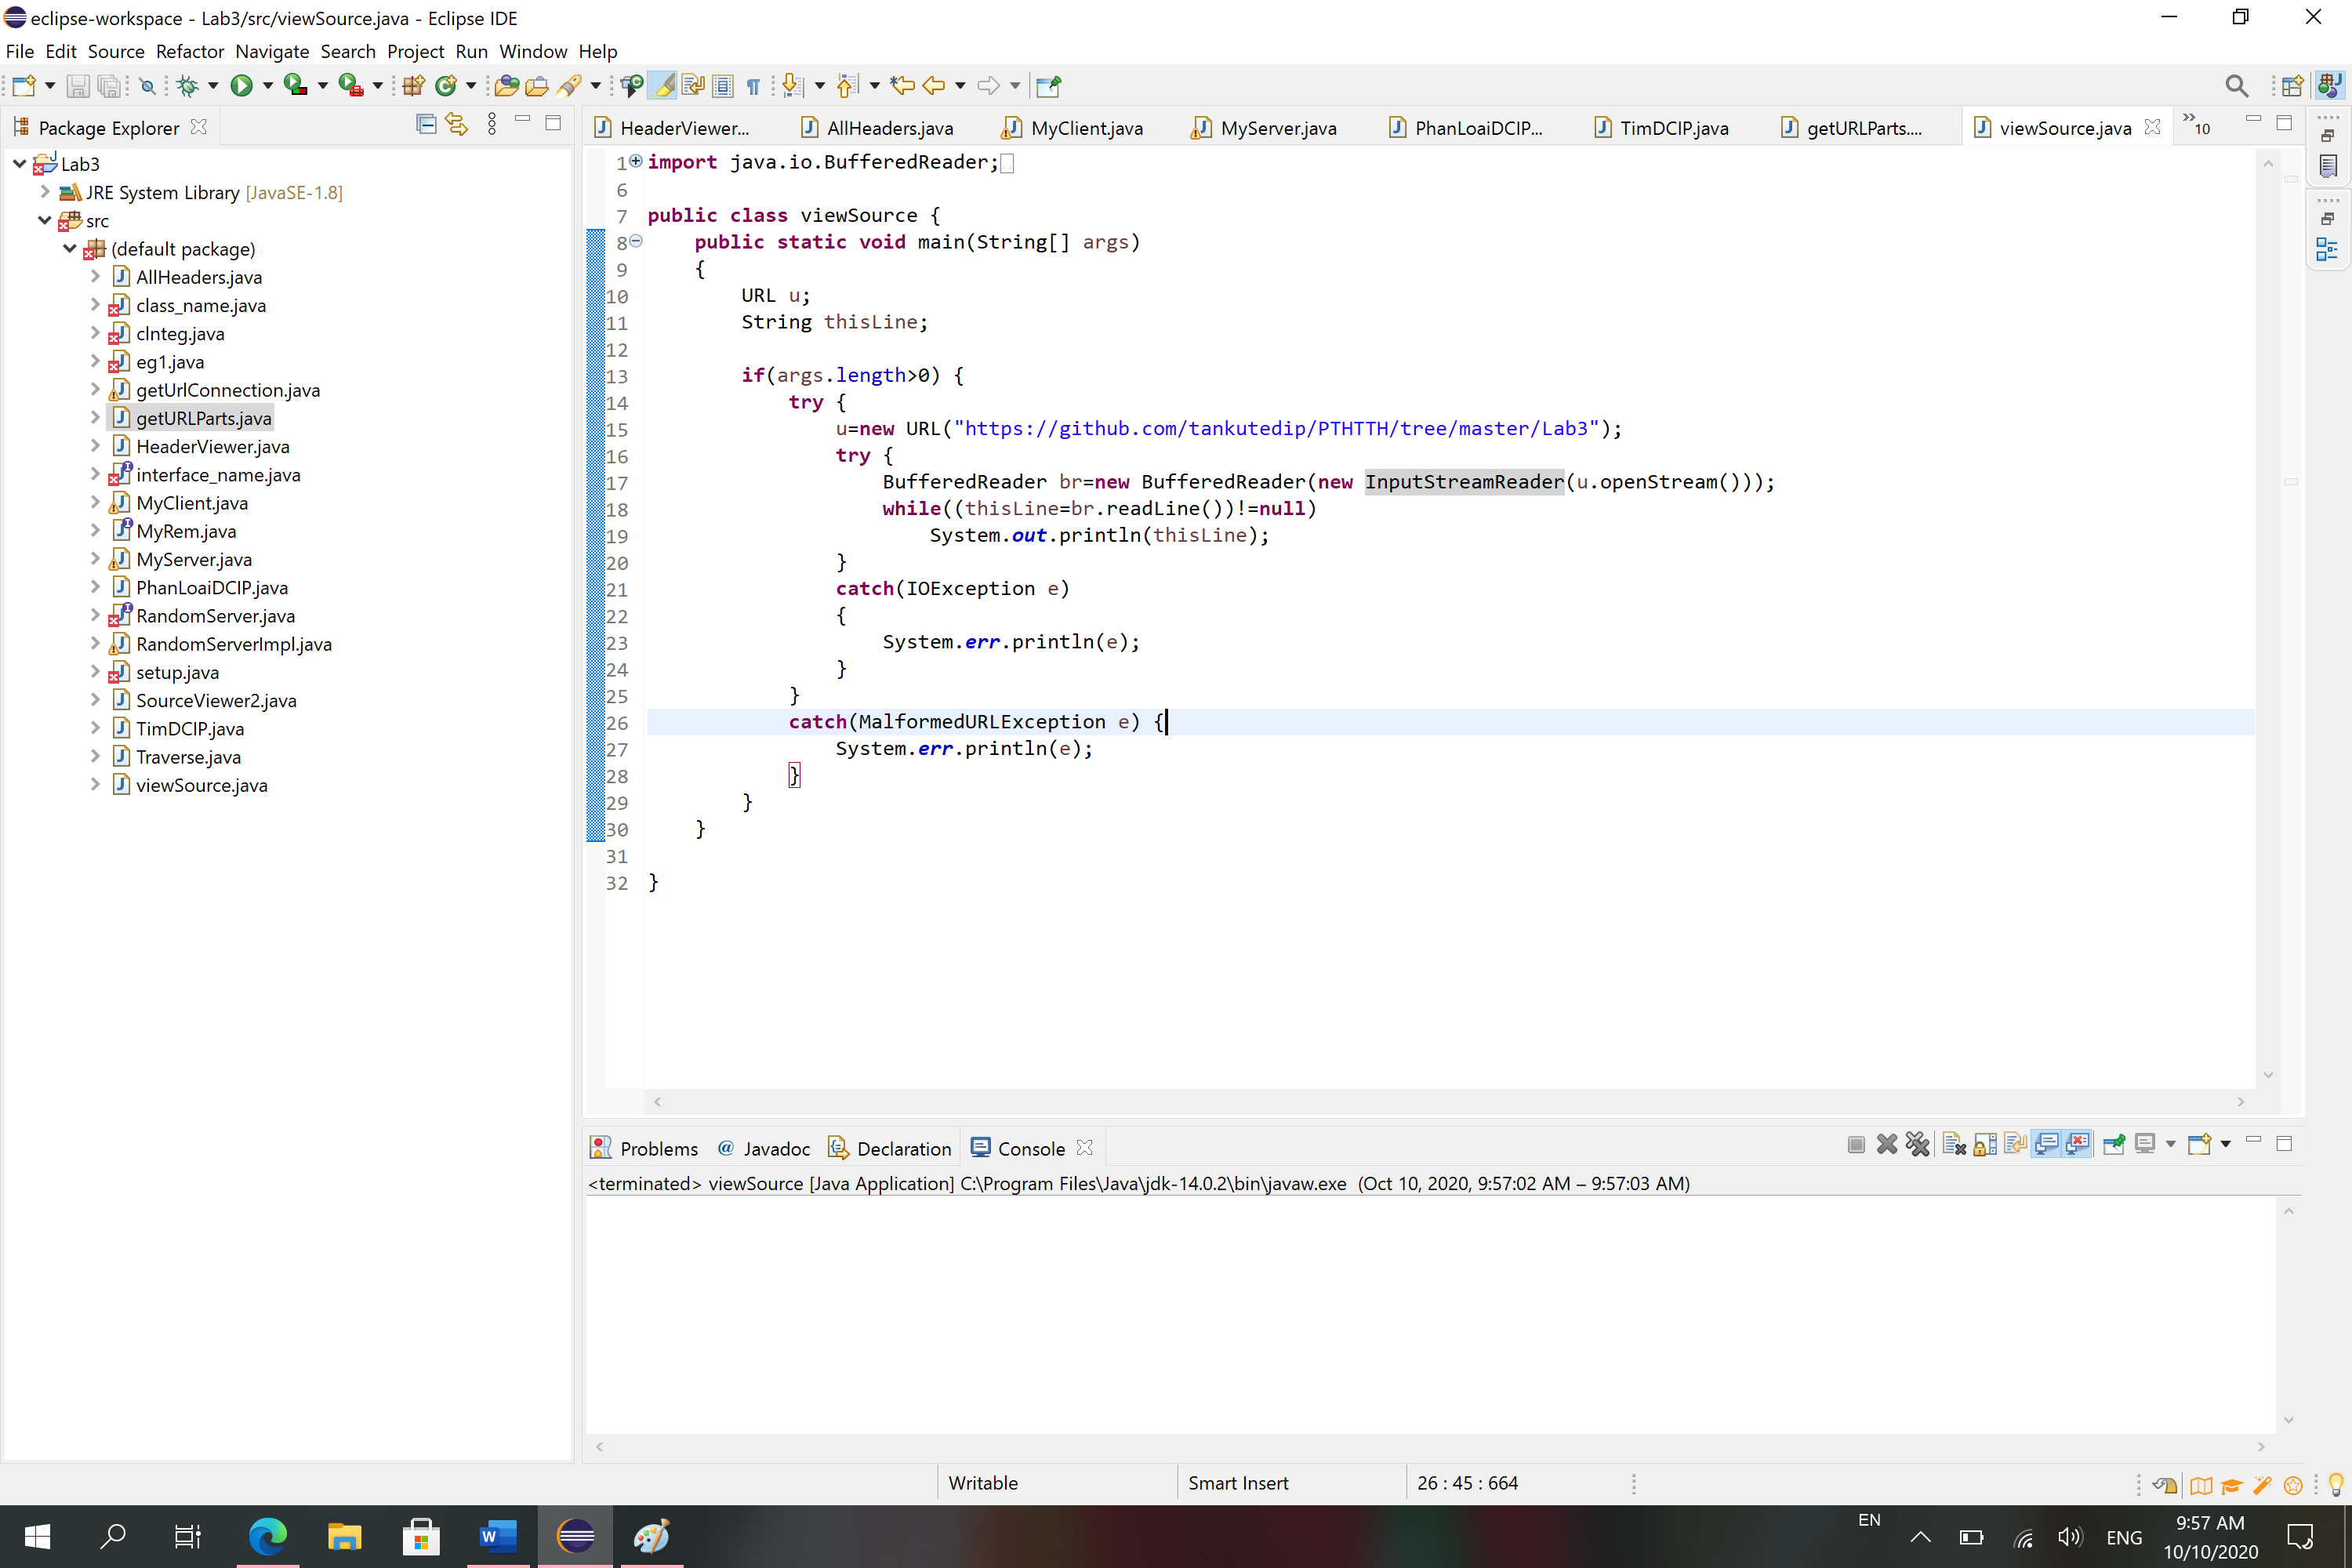 eclipse-workspace - Lab3/src/viewSource.java - Eclipse IDE
File Edit Source Refactor Navigate Search Project Run Window Help
Package Explorer
HeaderViewer... AllHeaders.java MyClient.java MyServer.java PhanLoaiDCIP... TimDCIP.java getURLParts.... viewSource.java »10
Lab3
JRE System Library [JavaSE-1.8]
src
(default package)
AllHeaders.java
class_name.java
clnteg.java
eg1.java
getUrlConnection.java
getURLParts.java
HeaderViewer.java
interface_name.java
MyClient.java
MyRem.java
MyServer.java
PhanLoaiDCIP.java
RandomServer.java
RandomServerImpl.java
setup.java
SourceViewer2.java
TimDCIP.java
Traverse.java
viewSource.java
1 import java.io.BufferedReader;
6
7 public class viewSource {
8 public static void main(String[] args)
9 {
10 URL u;
11 String thisLine;
12
13 if(args.length>0) {
14 try {
15 u=new URL("https://github.com/tankutedip/PTHTTH/tree/master/Lab3");
16 try {
17 BufferedReader br=new BufferedReader(new InputStreamReader(u.openStream()));
18 while((thisLine=br.readLine())!=null)
19 System.out.println(thisLine);
20 }
21 catch(IOException e)
22 {
23 System.err.println(e);
24 }
25 }
26 catch(MalformedURLException e) {
27 System.err.println(e);
28 }
29 }
30 }
31
32 }
Problems @ Javadoc Declaration Console
<terminated> viewSource [Java Application] C:\Program Files\Java\jdk-14.0.2\bin\javaw.exe (Oct 10, 2020, 9:57:02 AM – 9:57:03 AM)
Writable Smart Insert 26 : 45 : 664
EN
ENG
9:57 AM
10/10/2020